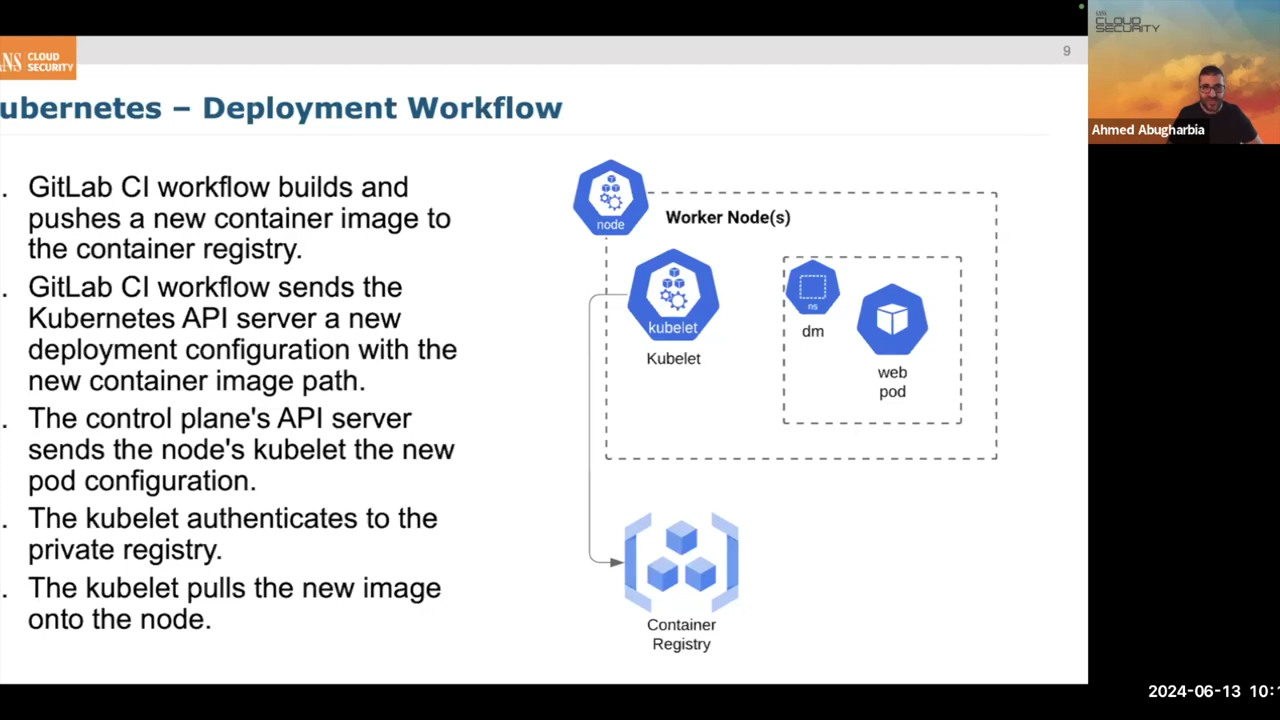 NS CLOUD
SECURITY
9
CLOUD
SECURITY
Ahmed Abugharbia
ubernetes – Deployment Workflow
. GitLab CI workflow builds and
pushes a new container image to
the container registry.
. GitLab CI workflow sends the
Kubernetes API server a new
deployment configuration with the
new container image path.
. The control plane's API server
sends the node's kubelet the new
pod configuration.
. The kubelet authenticates to the
private registry.
. The kubelet pulls the new image
onto the node.
node
Worker Node(s)
kubelet
Kubelet
ns
dm
web
pod
Container
Registry
2024-06-13 10:1